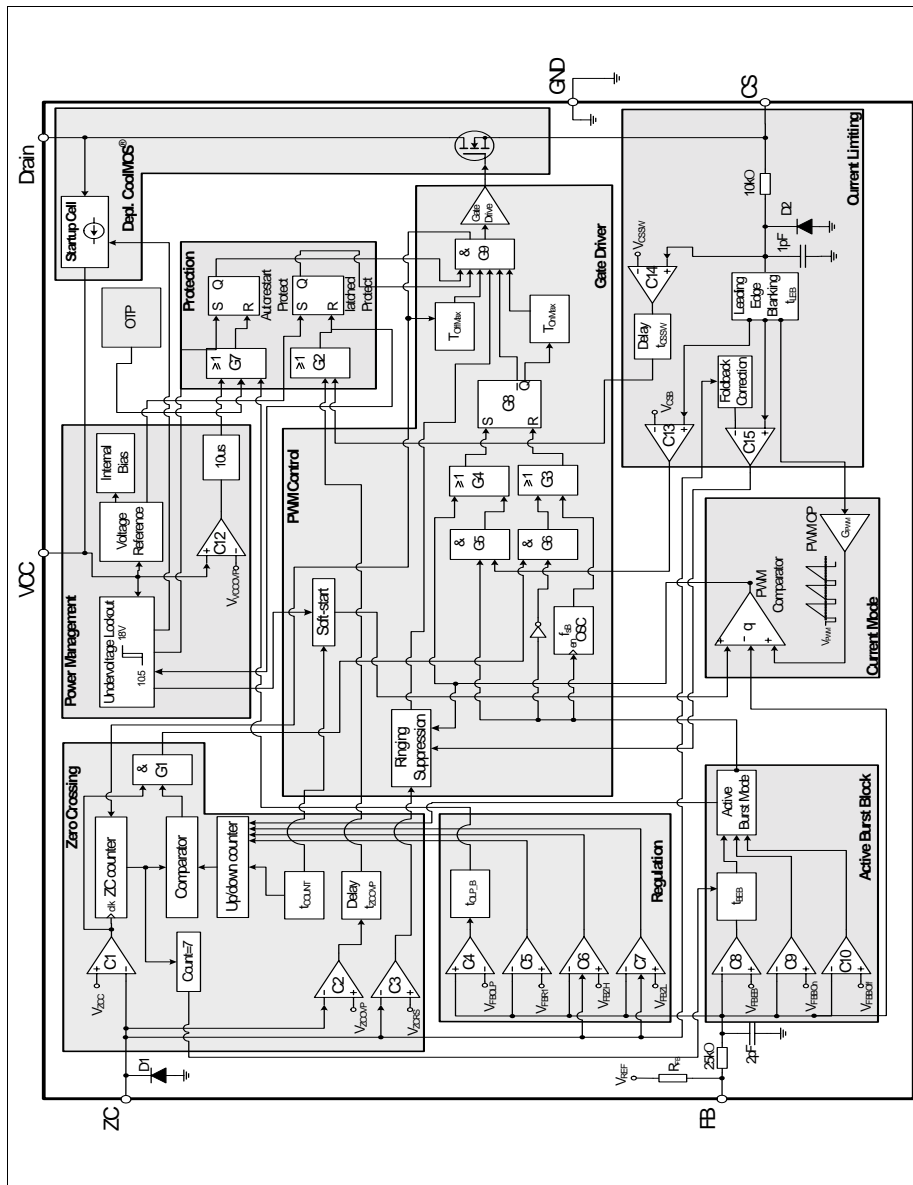 ZC
FB
VCC
Drain
GND
CS
Zero Crossing
D1
C1
VZCC
clk ZC counter
Comparator
&
G1
Up/down counter
Count=7
tCOUNT
C2
VZCOVP
Delay
tZCOVP
C3
VZCRS
Power Management
Undervoltage Lockout
18V
10.5
Voltage
Reference
Internal
Bias
C12
VVCCOVP
10us
OTP
Depl. CoolMOS®
Startup Cell
Protection
≥1
G7
S Q
R
Autorestart
Protect
≥1
G2
S Q
R
latched
Protect
PWM Control
Soft-start
Ringing
Suppression
&
G5
≥1
G4
&
G6
≥1
G3
S
R
G8
Q
fsB
en OSC
TOffMax
TOnMax
&
G9
Gate
Drive
Gate Driver
Regulation
C4
VFBOLP
tOLP_B
C5
VFBR1
C6
VFBZH
C7
VFBZL
Active Burst Block
VREF
RFB
25kΩ
2pF
C8
VFBEB
tBEB
C9
VFBBOn
C10
VFBBOff
Active
Burst Mode
Current Mode
PWM
Comparator
q
PWM OP
GPWM
VPWM
Current Limiting
C13
VCSB
C14
VCSSW
Delay
tCSSW
C15
Foldback
Correction
Leading
Edge
Blanking
tLEB
1pF
D2
10kΩ